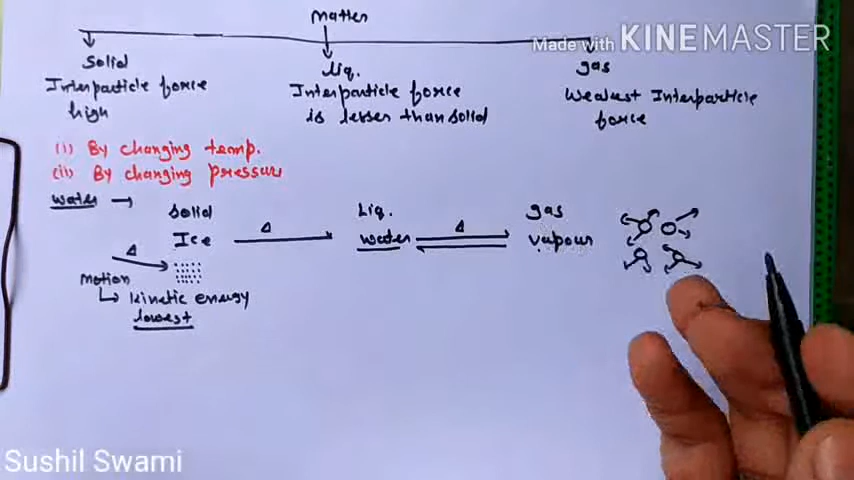 Matter
Made with KINEMASTER
Solid
Liq.
gas
Interparticle force
high
Interparticle force
is lesser than solid
Weakest Interparticle
force
(i) By changing temp.
(ii) By changing pressure
water →
Solid
Liq.
gas
Ice
Δ
water
Δ
vapour
Δ
Motion
kinetic energy
lowest
Sushil Swami